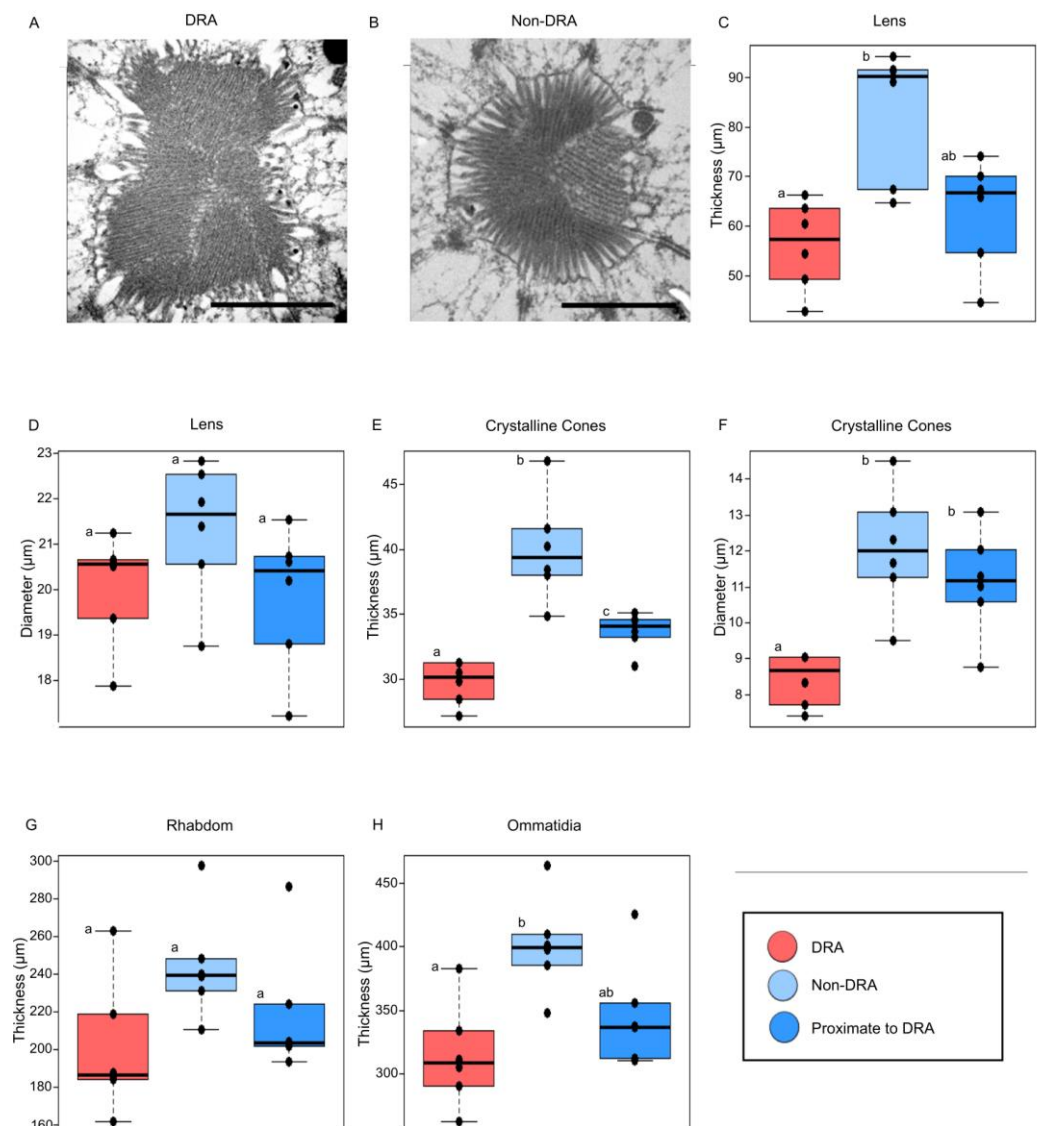 A DRA
B Non-DRA
C Lens
Thickness (µm)
90
80
70
60
50
a
b
ab
D Lens
Diameter (µm)
23
22
21
20
19
18
a
a
a
E Crystalline Cones
Thickness (µm)
45
40
35
30
a
b
c
F Crystalline Cones
Diameter (µm)
14
13
12
11
10
9
8
a
b
b
G Rhabdom
Thickness (µm)
300
280
260
240
220
200
180
160
a
a
a
H Ommatidia
Thickness (µm)
450
400
350
300
a
b
ab
DRA
Non-DRA
Proximate to DRA